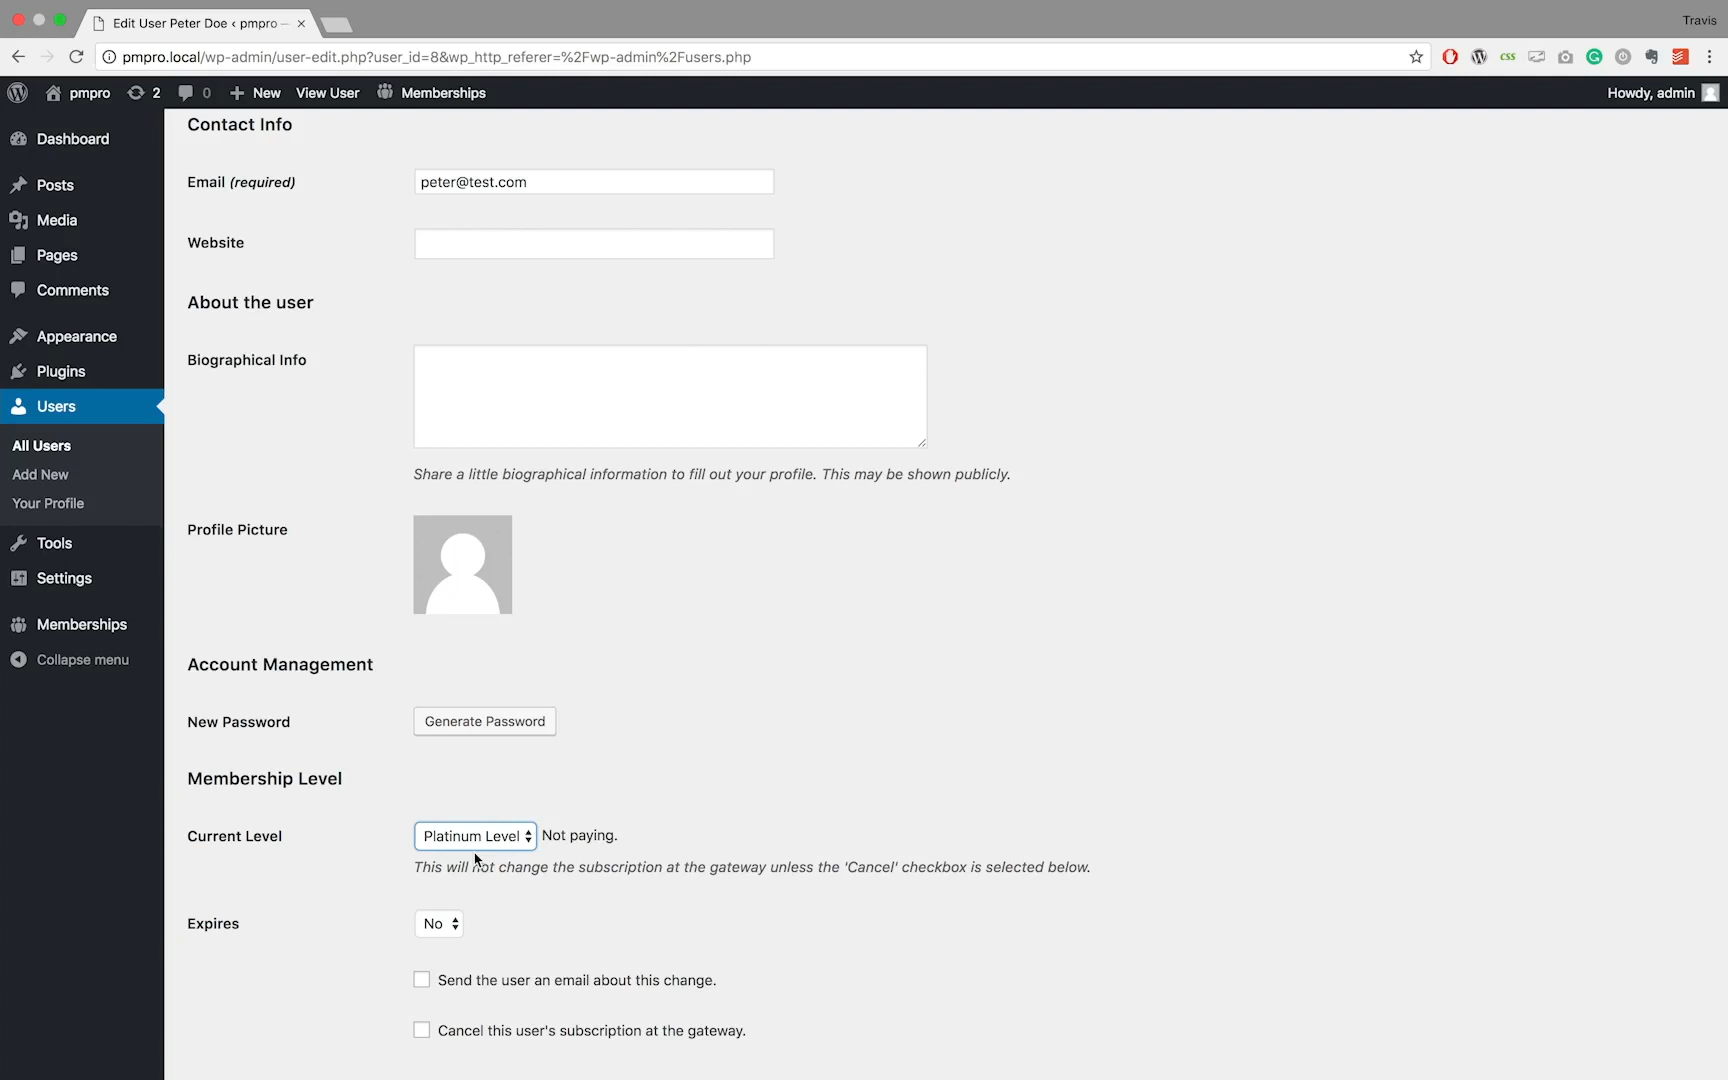 Edit User Peter Doe ‹ pmpro —
Travis
pmpro.local/wp-admin/user-edit.php?user_id=8&wp_http_referer=%2Fwp-admin%2Fusers.php
css
pmpro 2 0 New View User Memberships Howdy, admin
Dashboard
Posts
Media
Pages
Comments
Appearance
Plugins
Users
All Users
Add New
Your Profile
Tools
Settings
Memberships
Collapse menu
Contact Info
Email (required) peter@test.com
Website
About the user
Biographical Info
Share a little biographical information to fill out your profile. This may be shown publicly.
Profile Picture
Account Management
New Password Generate Password
Membership Level
Current Level Platinum Level Not paying.
This will not change the subscription at the gateway unless the 'Cancel' checkbox is selected below.
Expires No
Send the user an email about this change.
Cancel this user's subscription at the gateway.